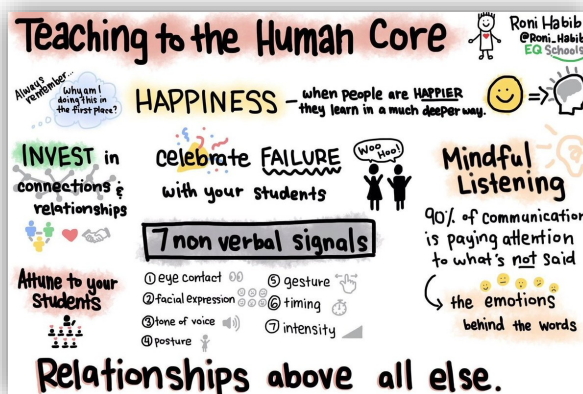 Teaching to the Human Core
Roni Habib
@Roni_Habib
EQ Schools
Always
remember...
Why am I
doing this in
the first place?
HAPPINESS – when people are HAPPIER
they learn in a much deeper way.
INVEST in
connections &
relationships
celebrate FAILURE
with your students
Woo
Hoo!
Mindful
Listening
90% of communication
is paying attention
to what's not said
the emotions
behind the words
7 non verbal signals
① eye contact
② facial expression
③ tone of voice
④ posture
⑤ gesture
⑥ timing
⑦ intensity
Attune to your
Students
Relationships above all else.